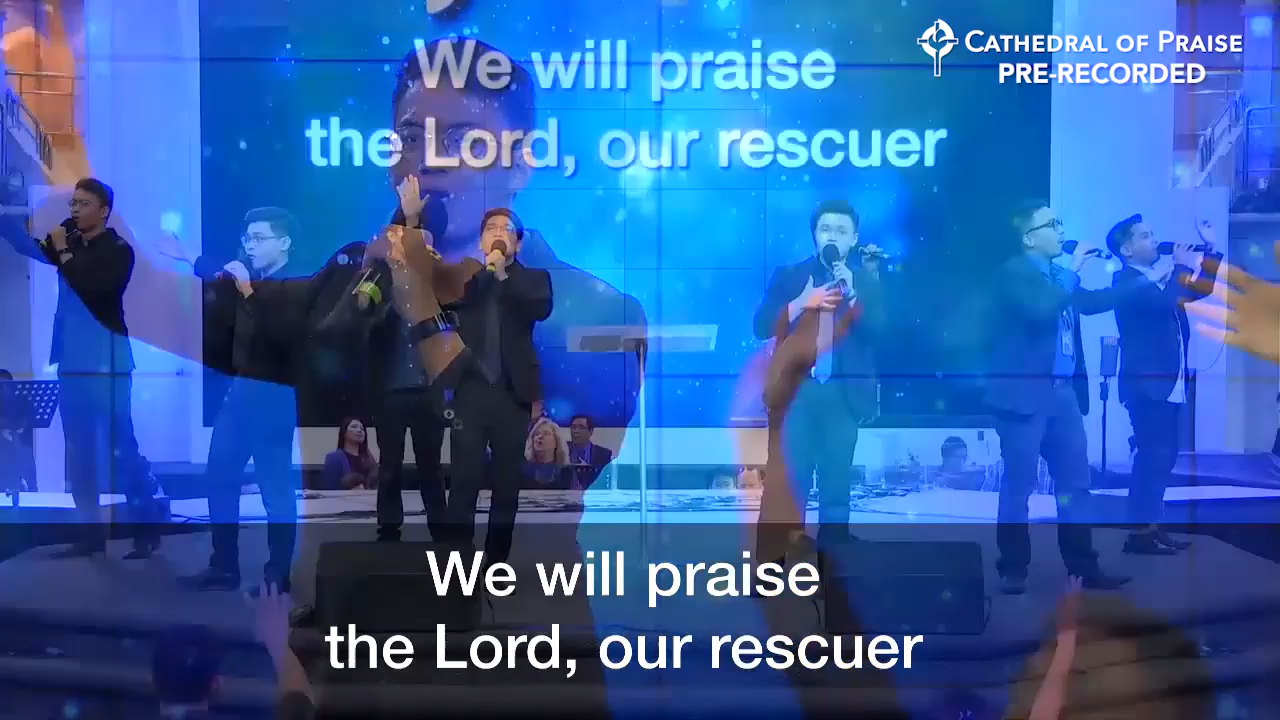 CATHEDRAL OF PRAISE
PRE-RECORDED
We will praise
the Lord, our rescuer
We will praise
the Lord, our rescuer